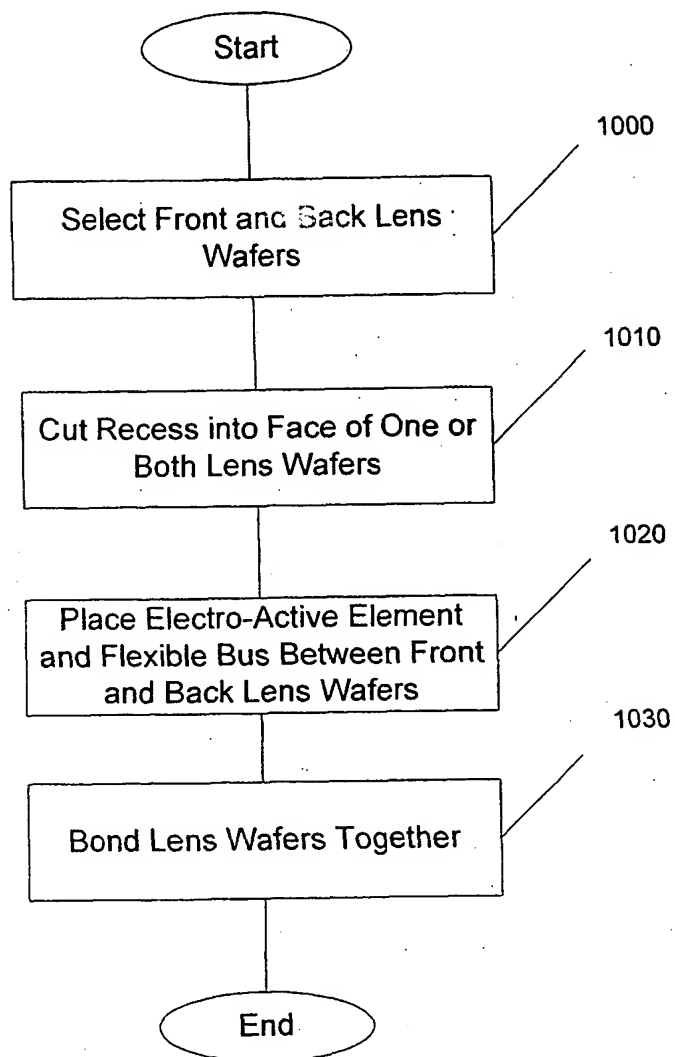 Start
1000
Select Front and Back Lens
Wafers
1010
Cut Recess into Face of One or
Both Lens Wafers
1020
Place Electro-Active Element
and Flexible Bus Between Front
and Back Lens Wafers
1030
Bond Lens Wafers Together
End